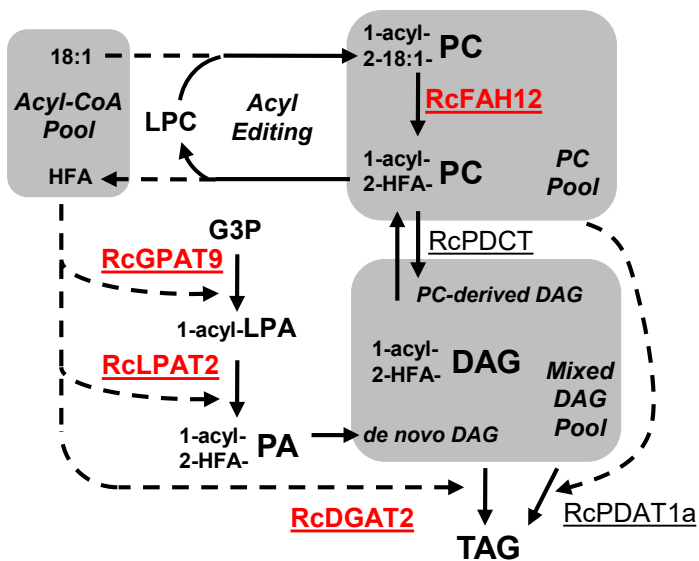 18:1
Acyl-CoA
Pool
HFA
LPC
Acyl
Editing
1-acyl-
2-18:1-
PC
RcFAH12
1-acyl-
2-HFA-
PC
PC
Pool
G3P
RcPDCT
RcGPAT9
PC-derived DAG
1-acyl-LPA
1-acyl-
2-HFA-
DAG
RcLPAT2
Mixed
DAG
Pool
1-acyl-
2-HFA-
PA
de novo DAG
RcDGAT2
RcPDAT1a
TAG